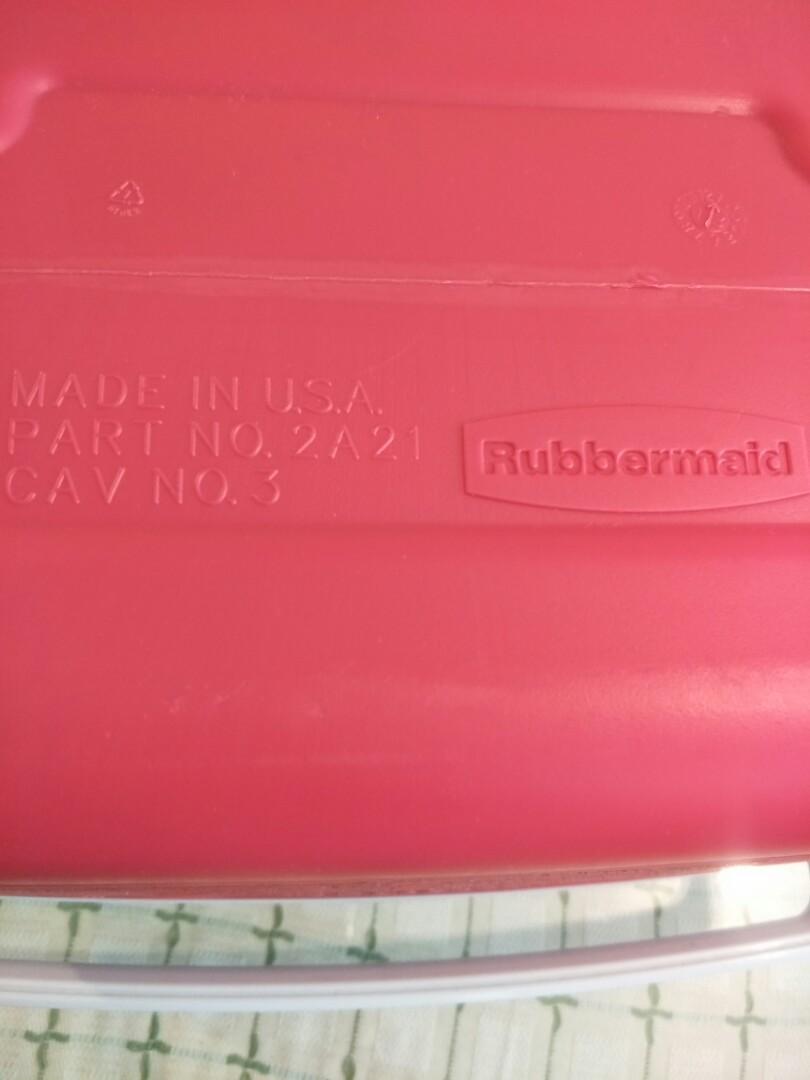 MADE IN U.S.A.
PART NO. 2A21
CAV NO. 3
Rubbermaid